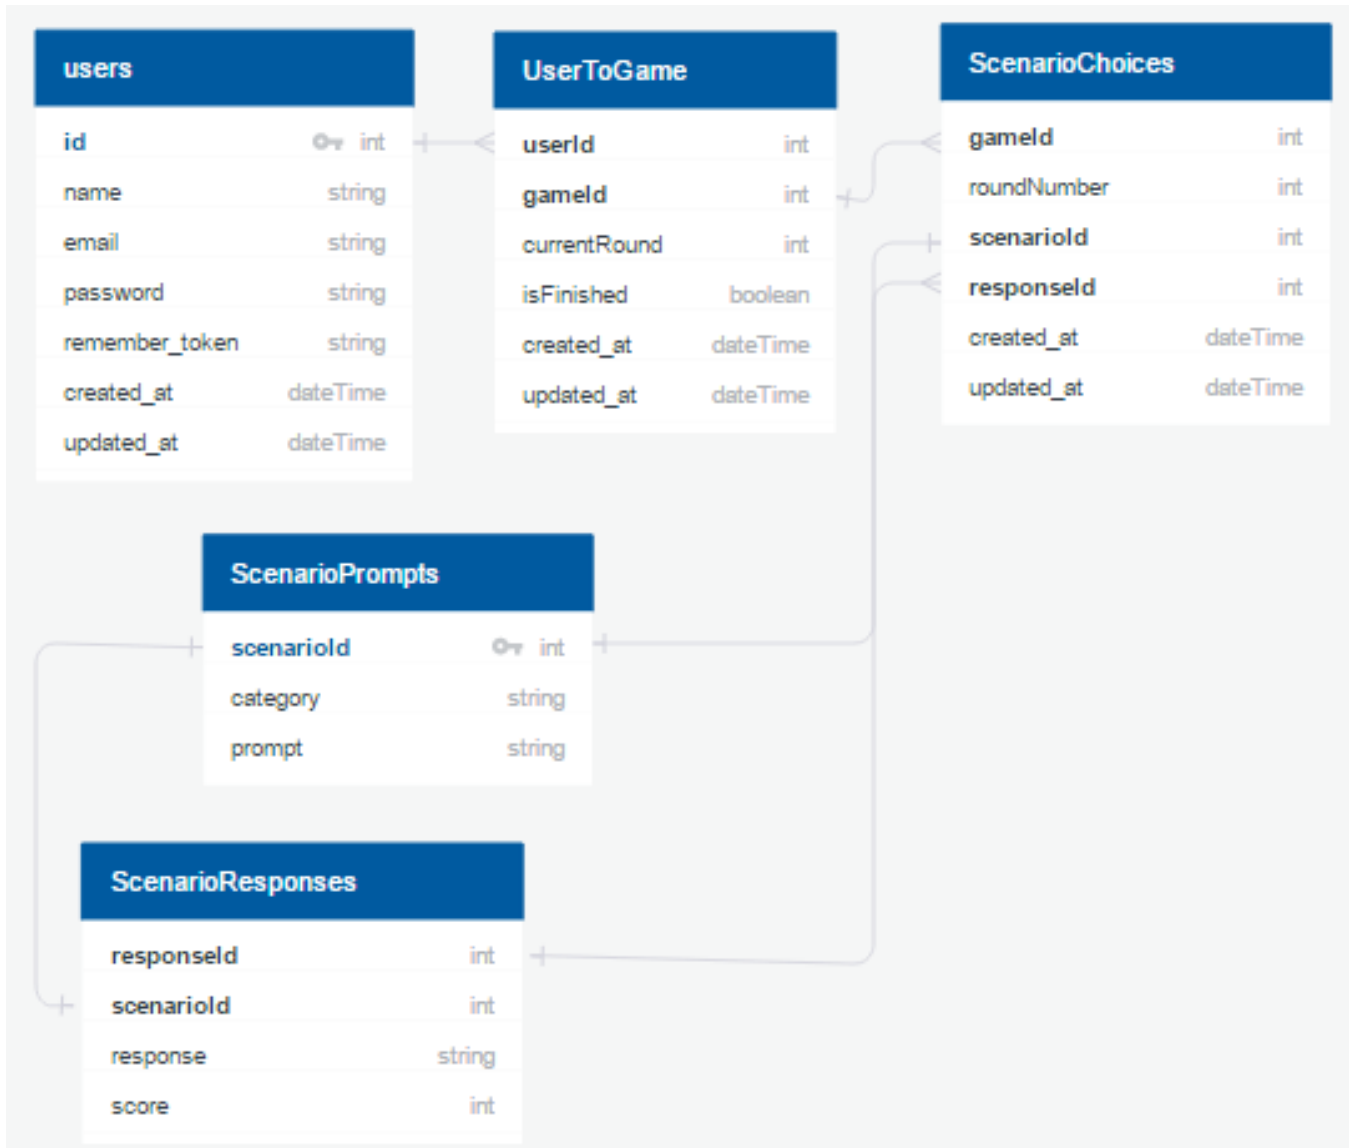 users
id int
name string
email string
password string
remember_token string
created_at dateTime
updated_at dateTime
UserToGame
userId int
gameId int
currentRound int
isFinished boolean
created_at dateTime
updated_at dateTime
ScenarioChoices
gameId int
roundNumber int
scenarioId int
responseId int
created_at dateTime
updated_at dateTime
ScenarioPrompts
scenarioId int
category string
prompt string
ScenarioResponses
responseId int
scenarioId int
response string
score int